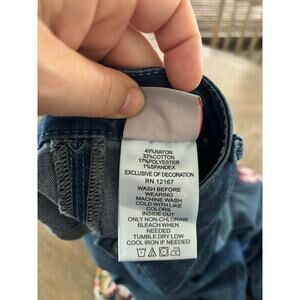 49%RAYON
33%COTTON
17%POLYESTER
1%SPANDEX
EXCLUSIVE OF DECORATION
RN 12167
WASH BEFORE
WEARING
MACHINE WASH
COLD WITH LIKE
COLORS
INSIDE OUT
ONLY NON-CHLORINE
BLEACH WHEN
NEEDED
TUMBLE DRY LOW
COOL IRON IF NEEDED